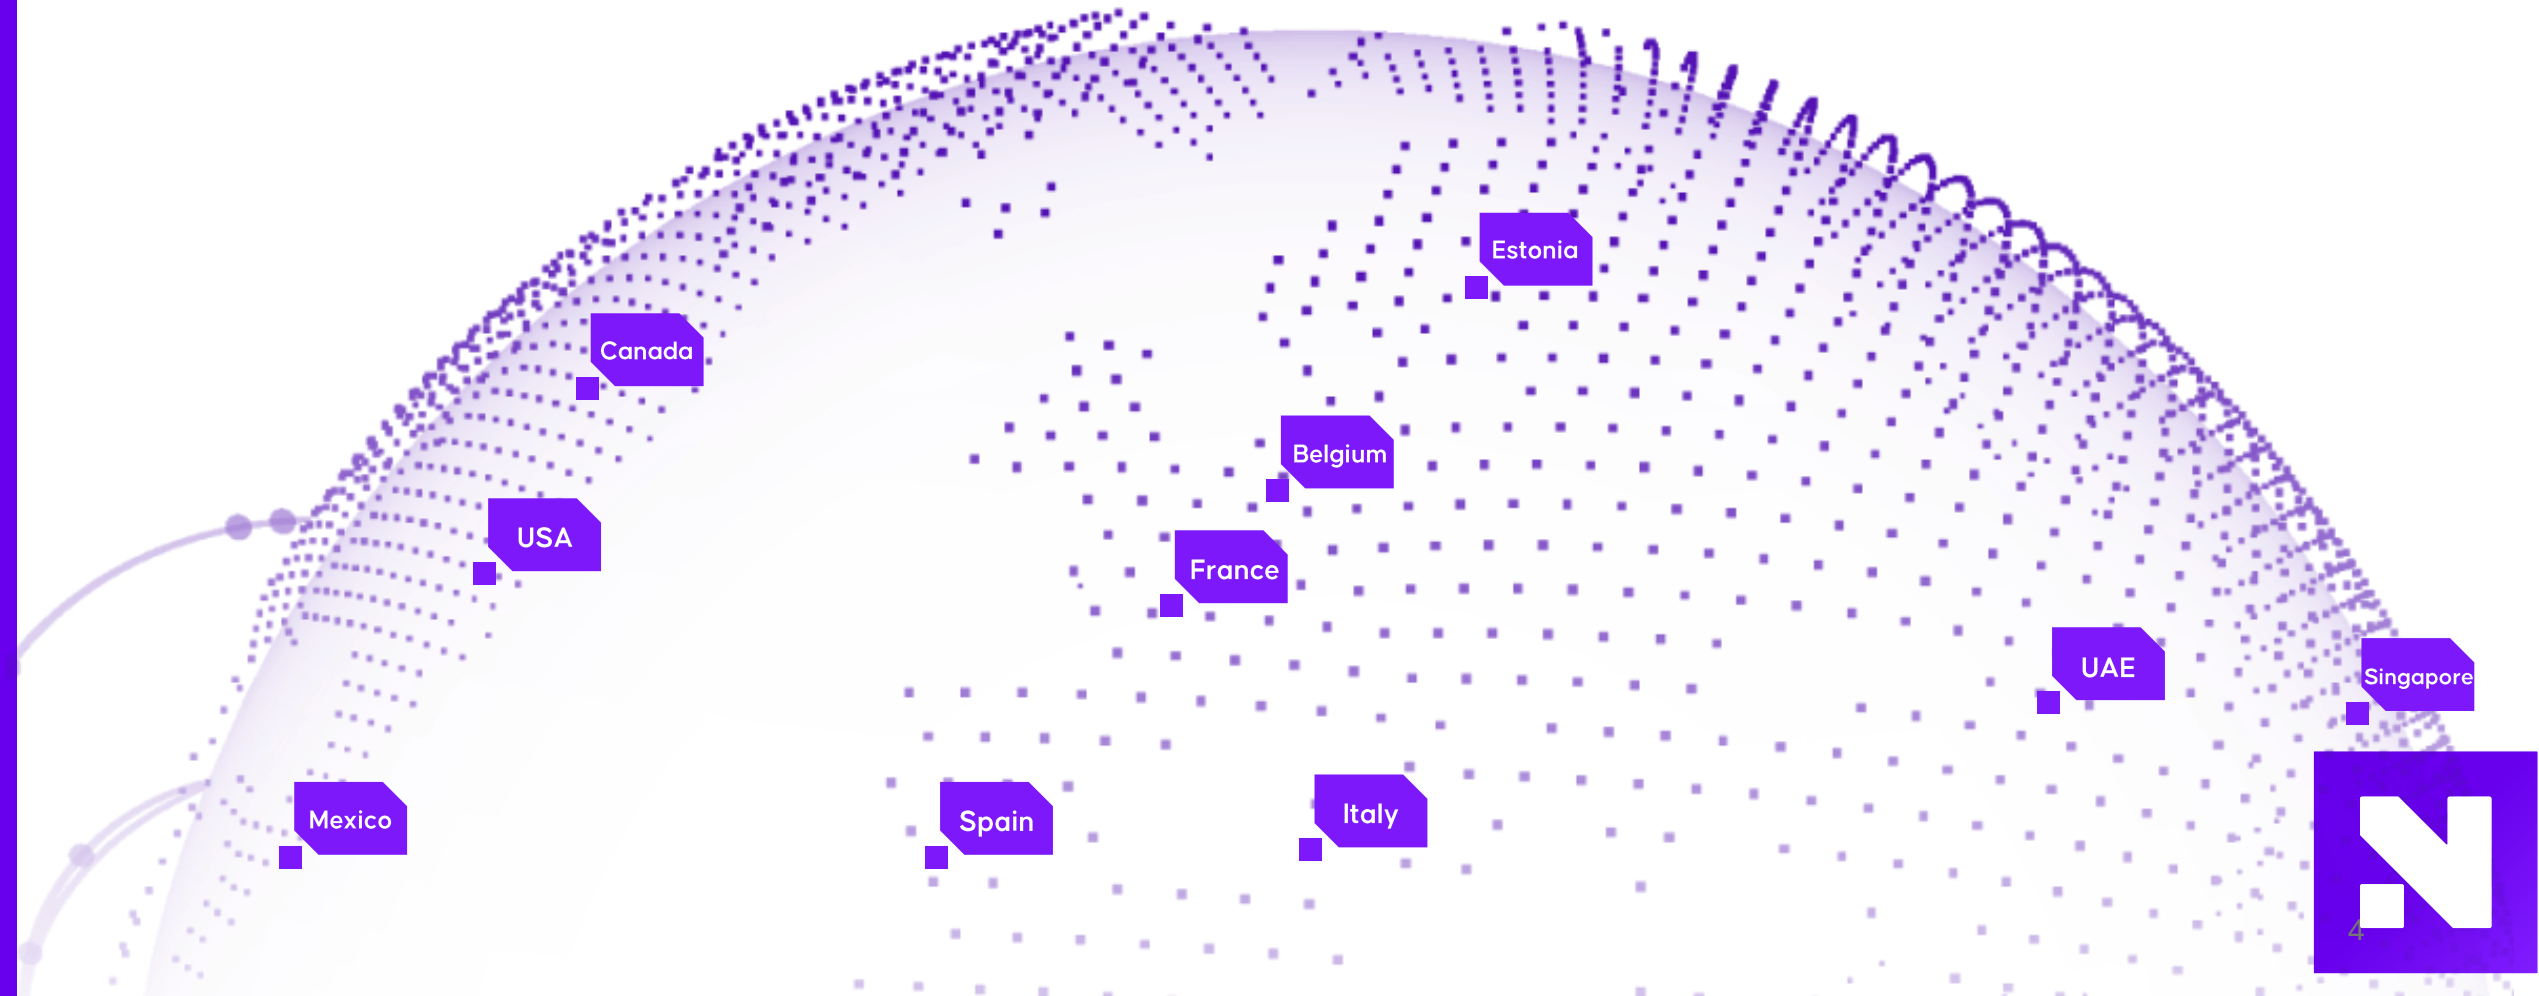 Estonia
Canada
Belgium
USA
France
UAE
Singapore
Mexico
Spain
Italy
4